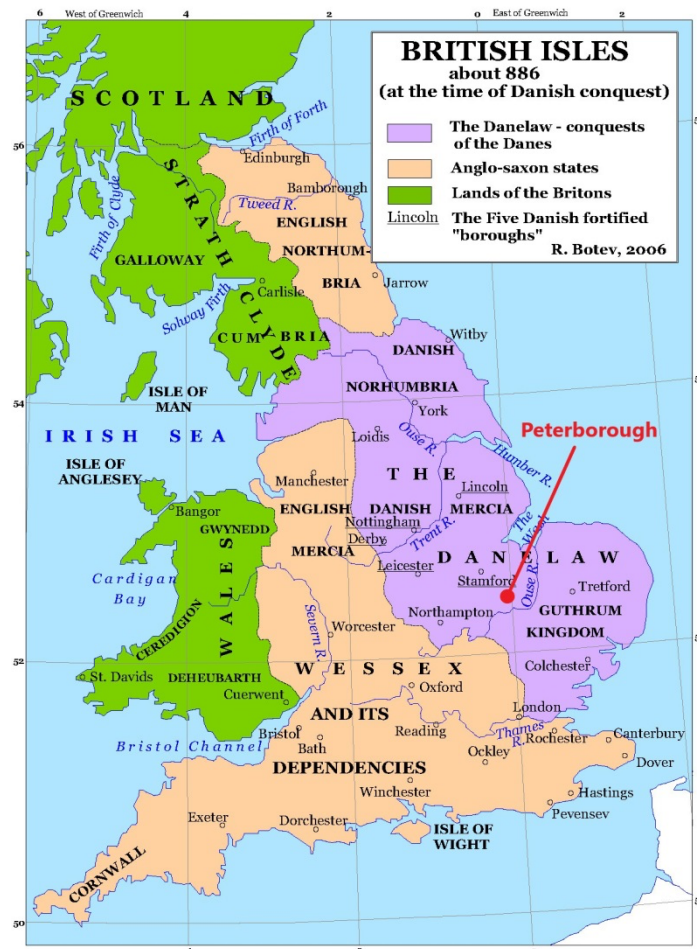 6
West of Greenwich
4
2
0
East of Greenwich
2
BRITISH ISLES
about 886
(at the time of Danish conquest)
The Danelaw - conquests
of the Danes
Anglo-saxon states
Lands of the Britons
Lincoln
The Five Danish fortified
"boroughs"
R. Botev, 2006
SCOTLAND
56
Firth of Forth
Edinburgh
Bamborough
Firth of Clyde
STRATH CLYDE
Tweed R.
ENGLISH
NORTHUM-
BRIA
GALLOWAY
Jarrow
Carlisle
Solway Firth
CUM BRIA
Witby
DANISH
NORHUMBRIA
ISLE OF
MAN
54
York
Loidis
Ouse R.
Peterborough
IRISH SEA
Humber R.
ISLE OF
ANGLESEY
THE
Manchester
Lincoln
Bangor
GWYNEDD
ENGLISH
DANISH
MERCIA
Nottingham
Trent R.
The
Wash
MERCIA
Derby
DANELAW
Cardigan
Bay
WALES
Leicester
Stamford
Ouse R.
Tretford
Northampton
GUTHRUM
KINGDOM
CEREDIGION
Severn R.
Worcester
52
St. Davids
DEHEUBARTH
WESSEX
Colchester
Cuerwent
Oxford
London
AND ITS
Bristol
Reading
Thames
R.
Rochester
Canterbury
Bristol Channel
Bath
Ockley
Dover
DEPENDENCIES
Winchester
Hastings
Exeter
Dorchester
Pevensev
ISLE OF
WIGHT
CORNWALL
50